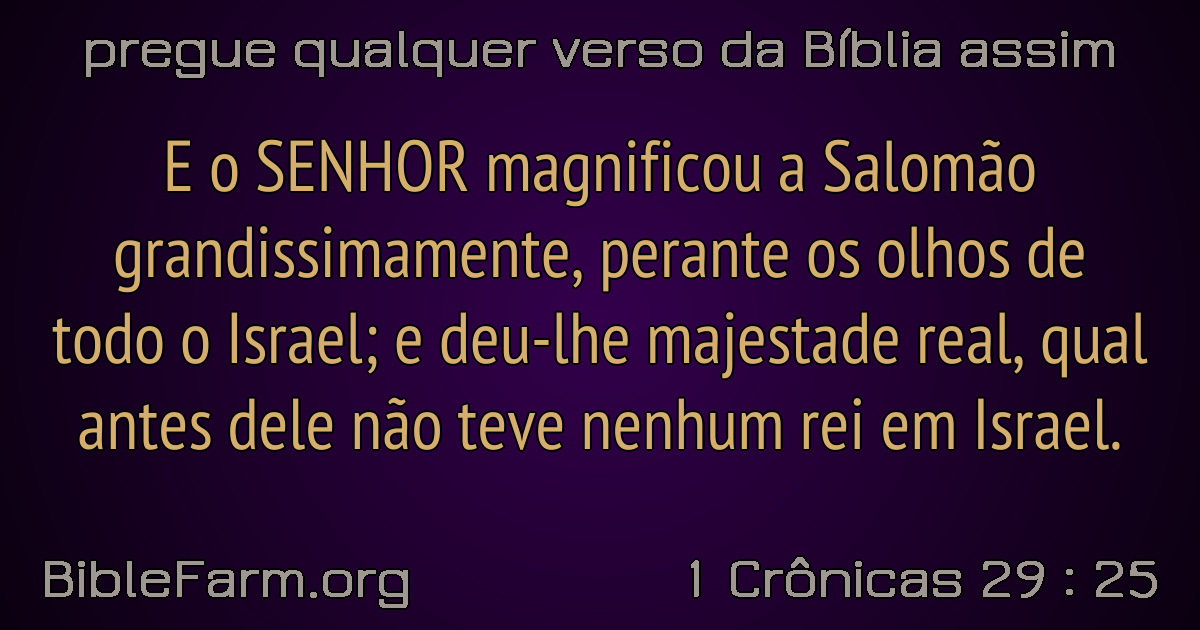 pregue qualquer verso da Bíblia assim
E o SENHOR magnificou a Salomão
grandissimamente, perante os olhos de
todo o Israel; e deu-lhe majestade real, qual
antes dele não teve nenhum rei em Israel.
BibleFarm.org
1 Crônicas 29 : 25